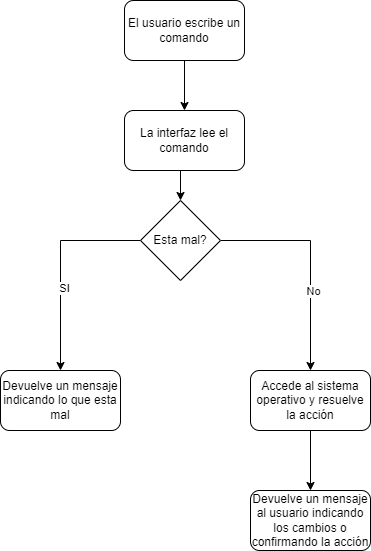 El usuario escribe un
comando
La interfaz lee el
comando
Esta mal?
SI
No
Devuelve un mensaje
indicando lo que esta
mal
Accede al sistema
operativo y resuelve
la acción
Devuelve un mensaje
al usuario indicando
los cambios o
confirmando la acción